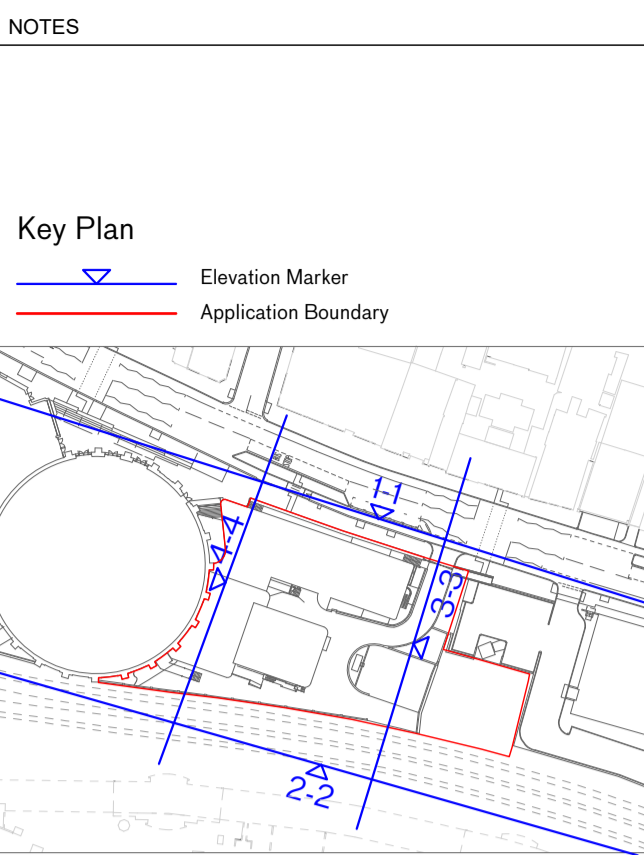 NOTES
Key Plan
Elevation Marker
Application Boundary
1-1
4-4
3-3
2-2